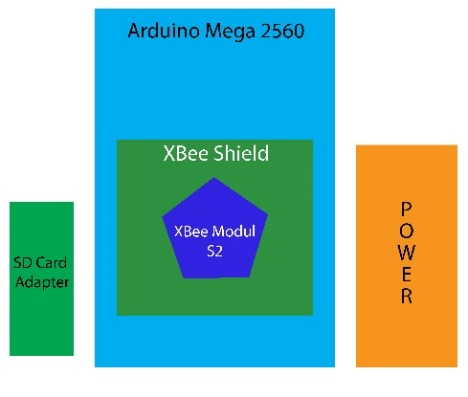 Arduino Mega 2560
XBee Shield
XBee Modul
S2
SD Card
Adapter
P
O
W
E
R